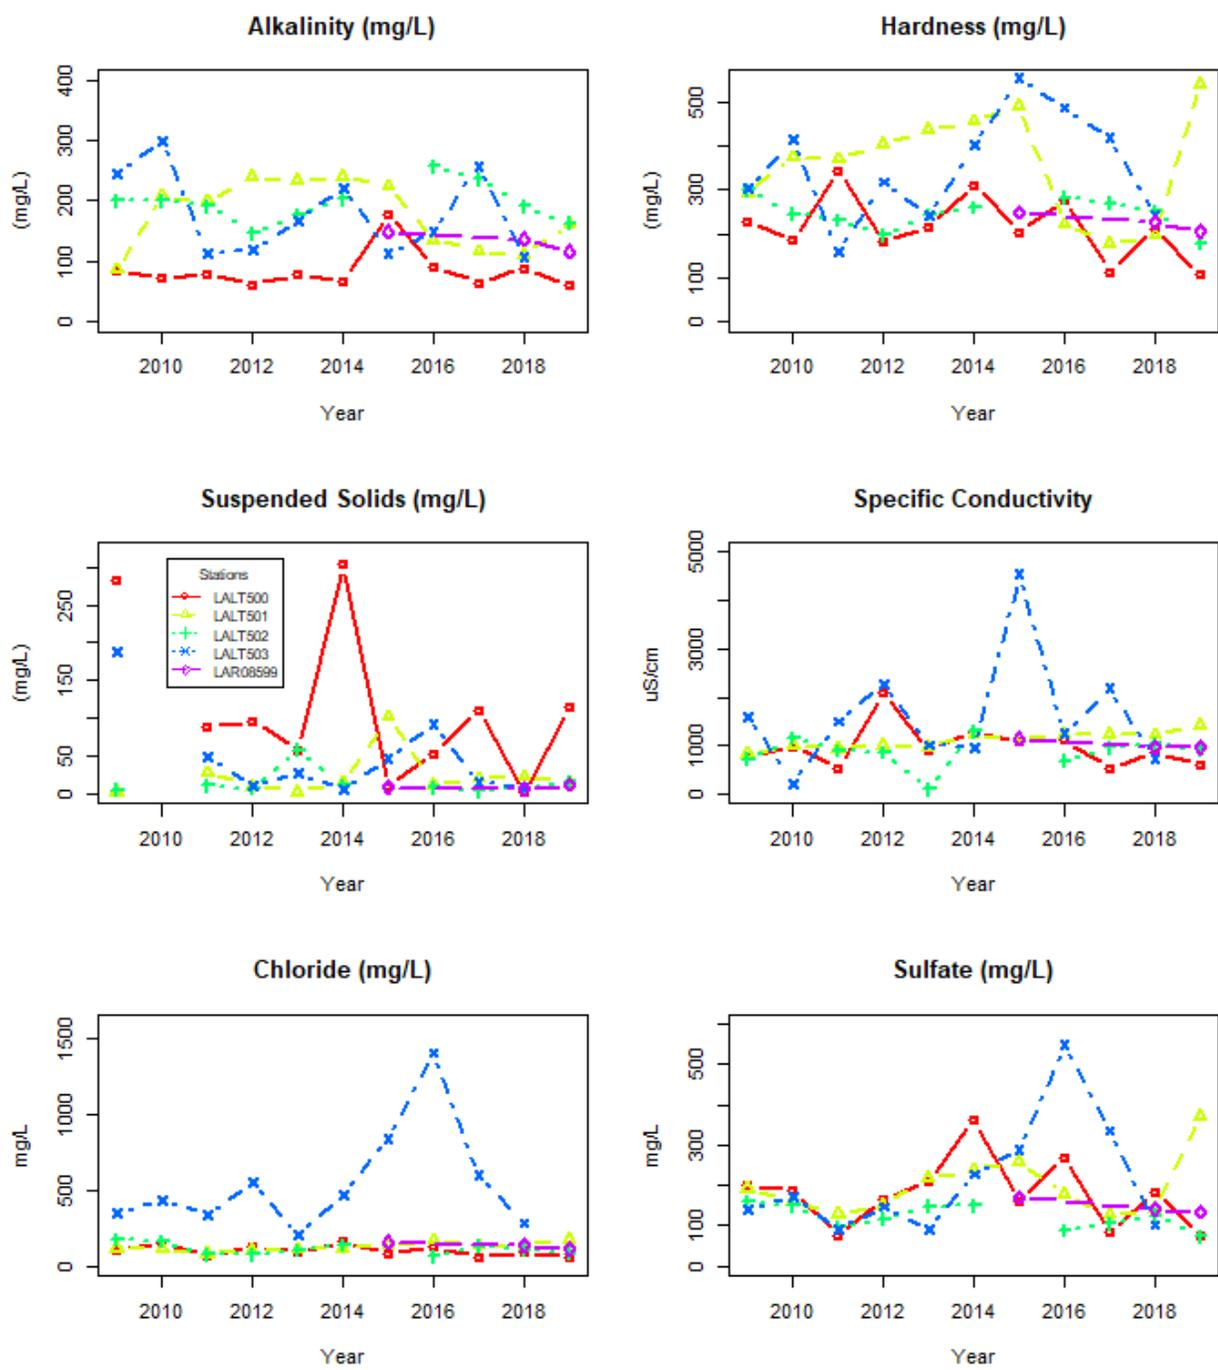 Alkalinity (mg/L)
(mg/L)
0 100 200 300 400
2010 2012 2014 2016 2018
Year
Hardness (mg/L)
(mg/L)
0 100 300 500
2010 2012 2014 2016 2018
Year
Suspended Solids (mg/L)
(mg/L)
0 50 150 250
Stations
LALT500
LALT501
LALT502
LALT503
LAR08599
2010 2012 2014 2016 2018
Year
Specific Conductivity
uS/cm
0 1000 3000 5000
2010 2012 2014 2016 2018
Year
Chloride (mg/L)
mg/L
0 500 1000 1500
2010 2012 2014 2016 2018
Year
Sulfate (mg/L)
mg/L
0 100 300 500
2010 2012 2014 2016 2018
Year